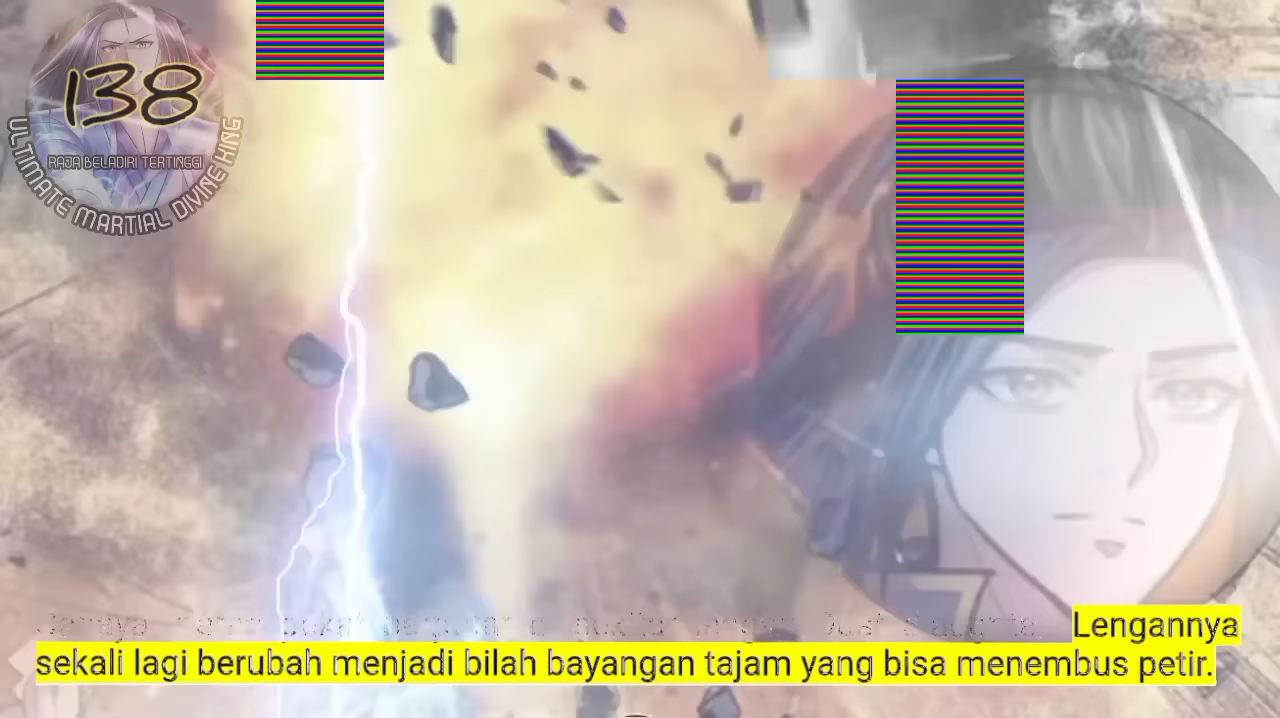 138
RAJA BELADIRI TERTINGGI
ULTIMATE MARTIAL DIVINE KING
Lengannya
sekali lagi berubah menjadi bilah bayangan tajam yang bisa menembus petir.